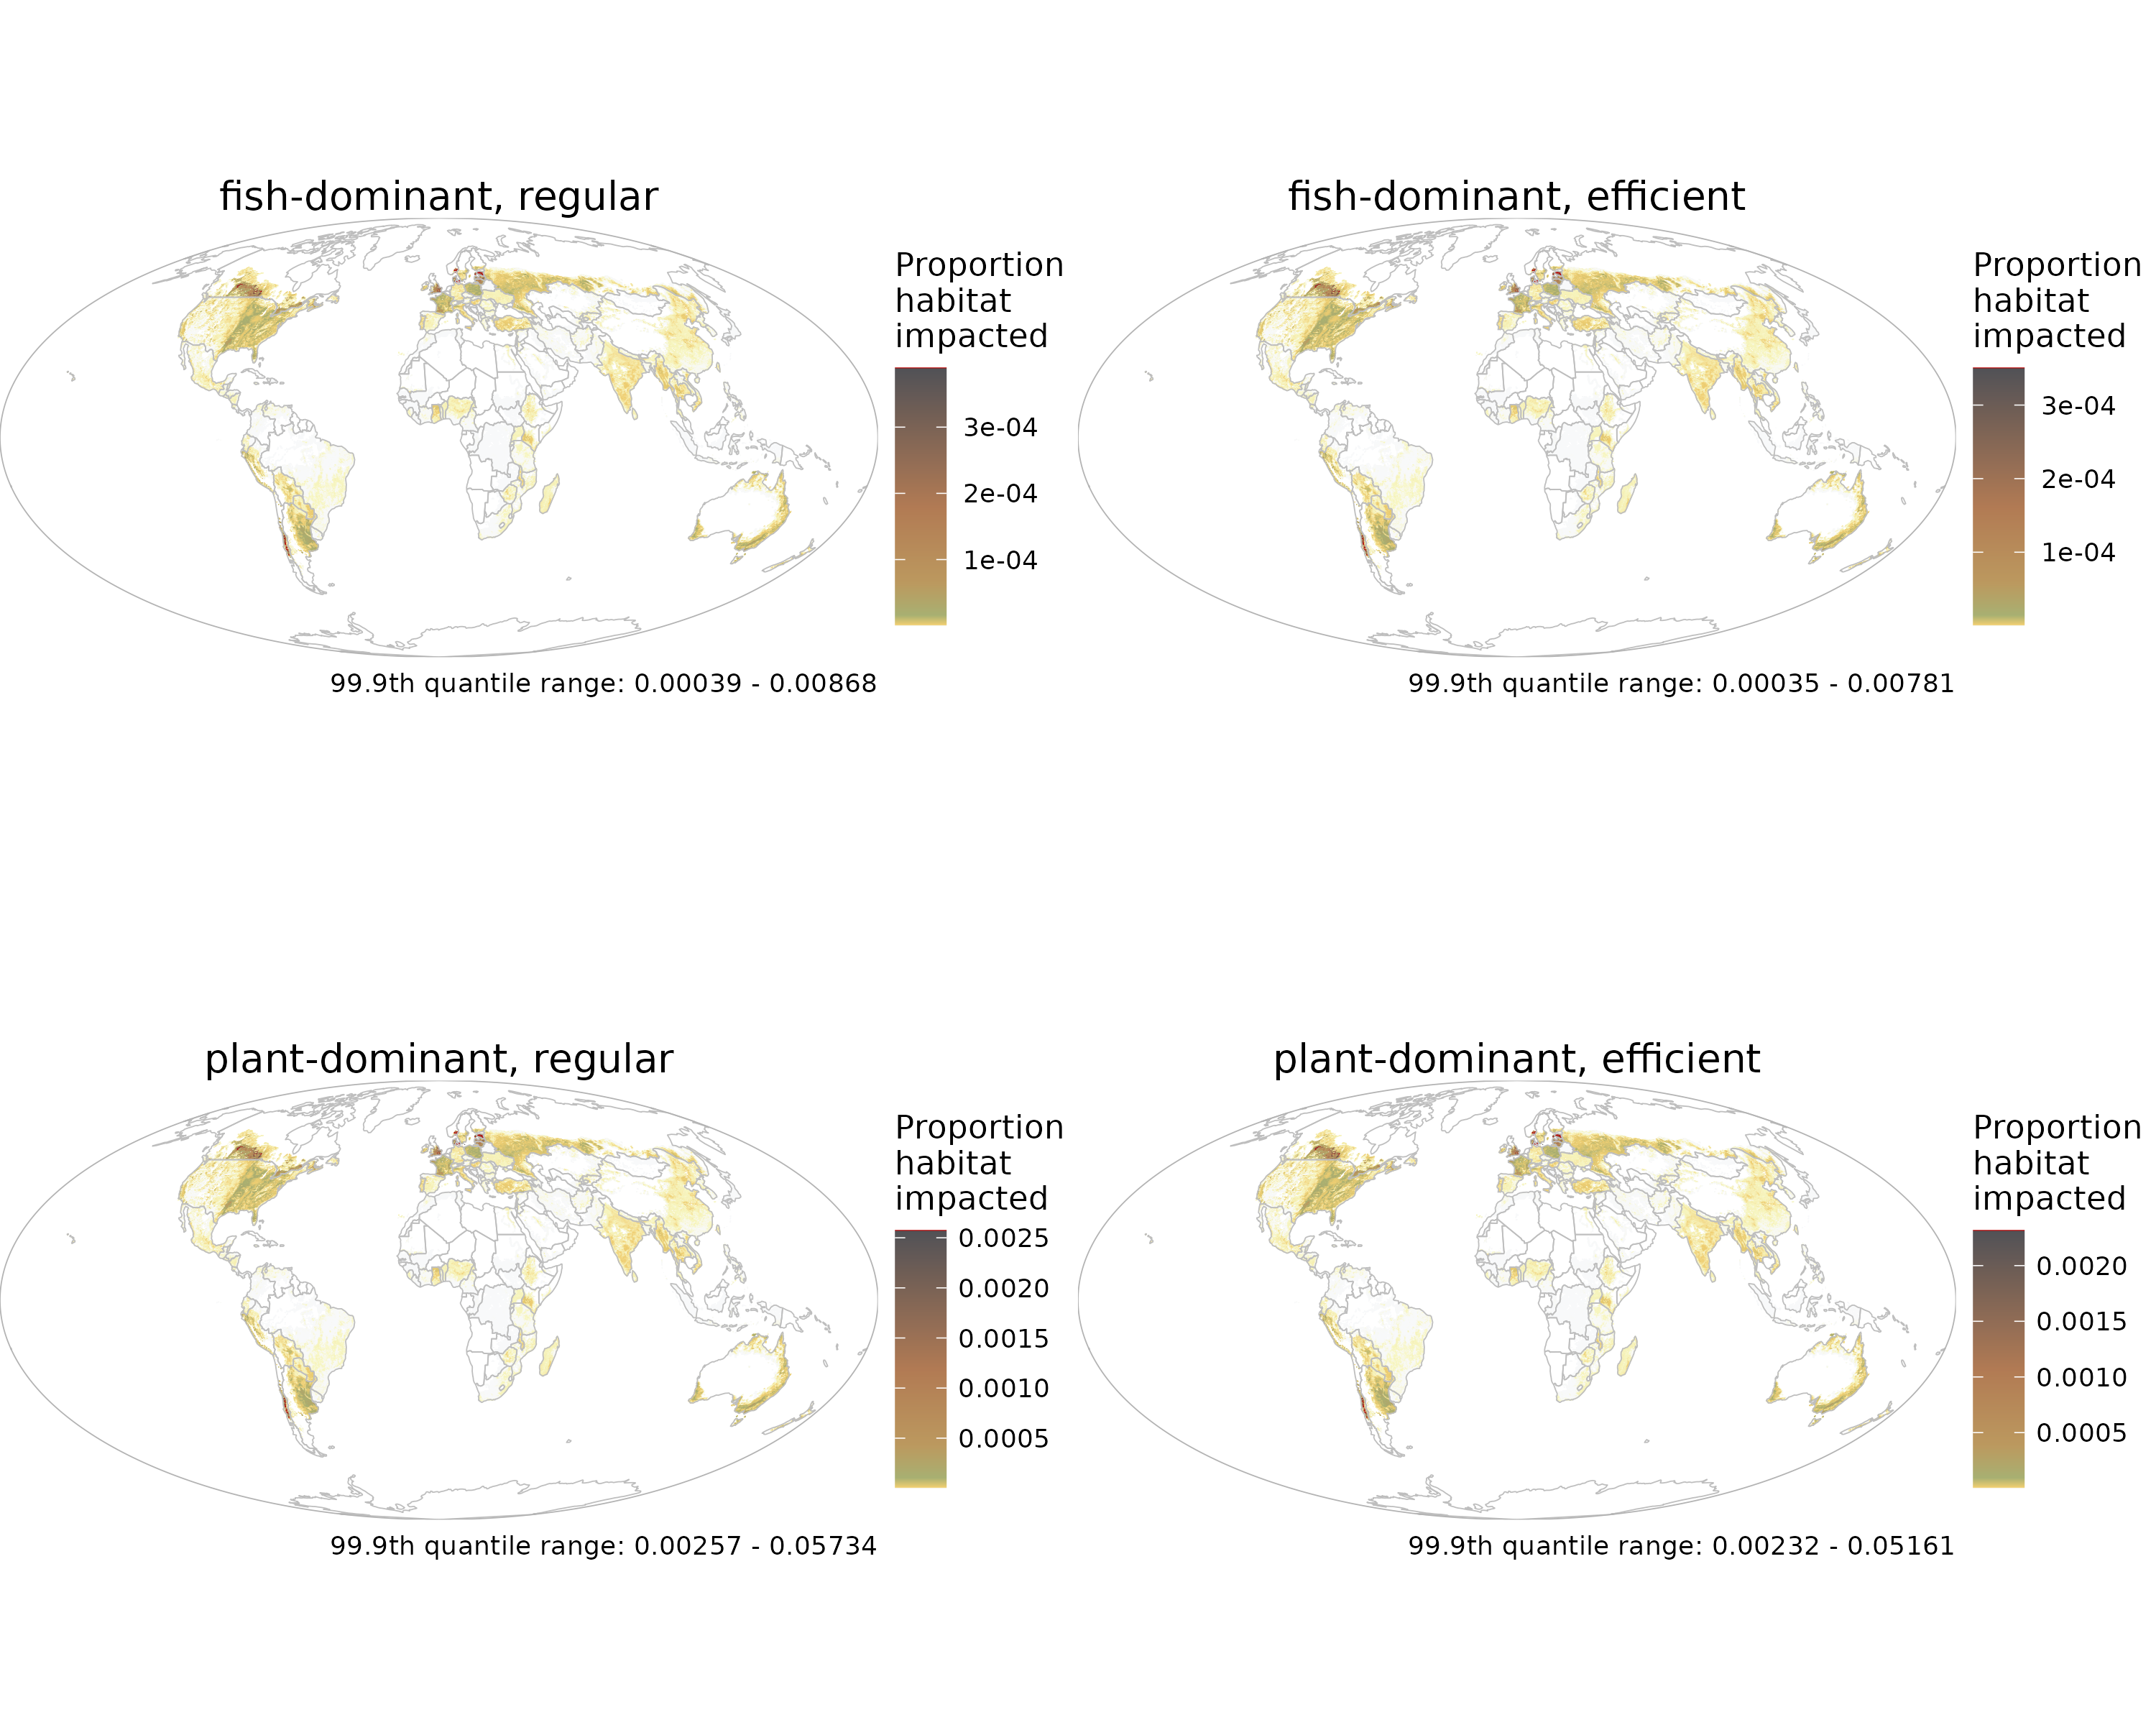 fish-dominant, regular
Proportion
habitat
impacted
3e-04
2e-04
1e-04
99.9th quantile range: 0.00039 - 0.00868
fish-dominant, efficient
Proportion
habitat
impacted
3e-04
2e-04
1e-04
99.9th quantile range: 0.00035 - 0.00781
plant-dominant, regular
Proportion
habitat
impacted
0.0025
0.0020
0.0015
0.0010
0.0005
99.9th quantile range: 0.00257 - 0.05734
plant-dominant, efficient
Proportion
habitat
impacted
0.0020
0.0015
0.0010
0.0005
99.9th quantile range: 0.00232 - 0.05161